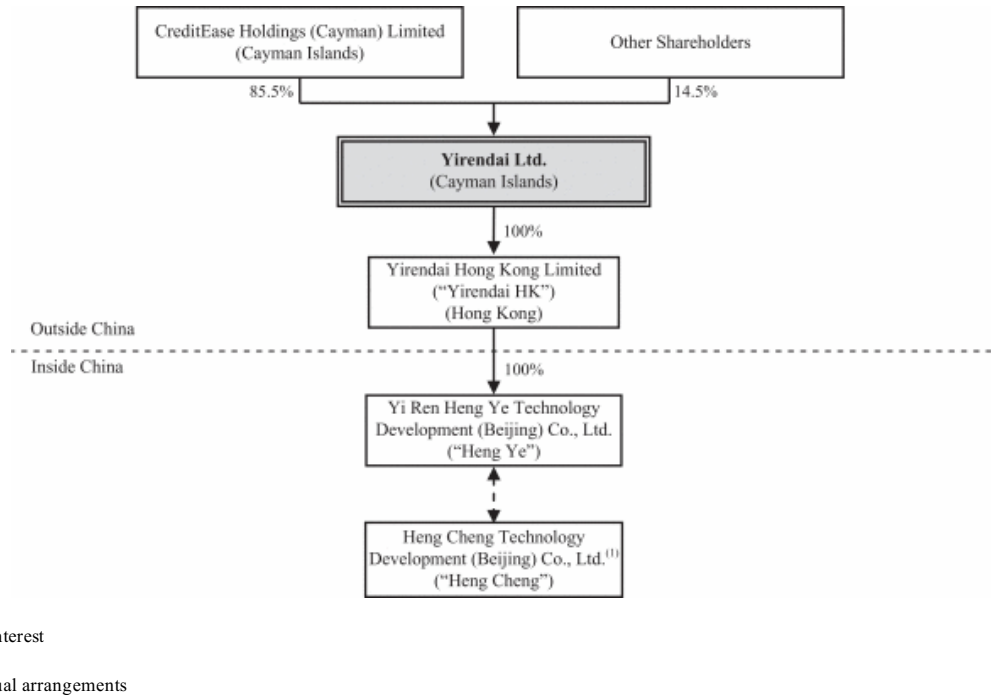 CreditEase Holdings (Cayman) Limited
(Cayman Islands)
Other Shareholders
85.5%
14.5%
Yirendai Ltd.
(Cayman Islands)
100%
Yirendai Hong Kong Limited
(“Yirendai HK”)
(Hong Kong)
Outside China
Inside China
100%
Yi Ren Heng Ye Technology
Development (Beijing) Co., Ltd.
(“Heng Ye”)
Heng Cheng Technology
Development (Beijing) Co., Ltd.(1)
(“Heng Cheng”)
arrangements